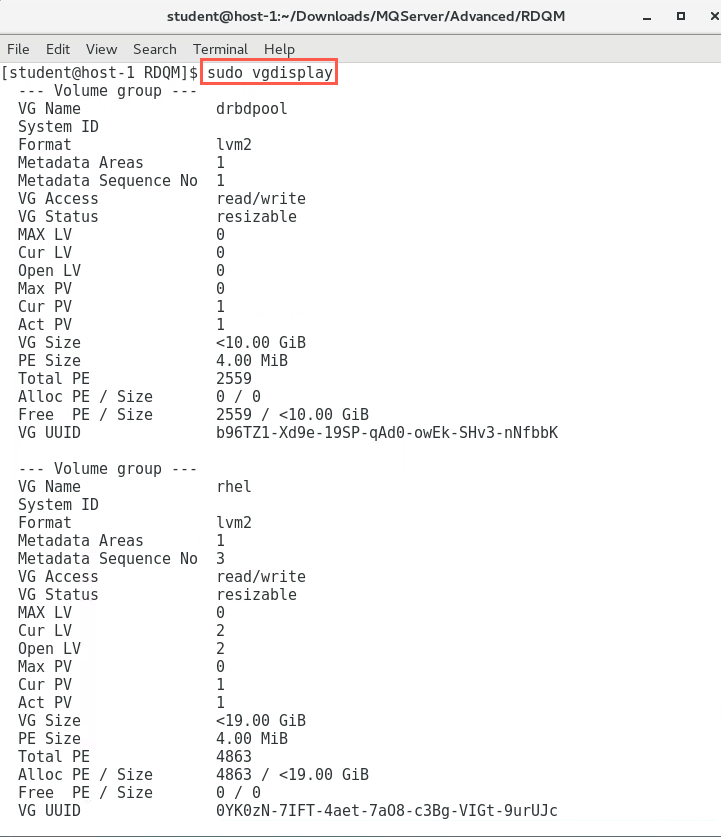 student@host-1:~/Downloads/MQServer/Advanced/RDQM
File Edit View Search Terminal Help
[student@host-1 RDQM]$ sudo vgdisplay
--- Volume group ---
VG Name drbdpool
System ID
Format lvm2
Metadata Areas 1
Metadata Sequence No 1
VG Access read/write
VG Status resizable
MAX LV 0
Cur LV 0
Open LV 0
Max PV 0
Cur PV 1
Act PV 1
VG Size <10.00 GiB
PE Size 4.00 MiB
Total PE 2559
Alloc PE / Size 0 / 0
Free PE / Size 2559 / <10.00 GiB
VG UUID b96TZ1-Xd9e-19SP-qAd0-owEk-SHv3-nNfbbK
--- Volume group ---
VG Name rhel
System ID
Format lvm2
Metadata Areas 1
Metadata Sequence No 3
VG Access read/write
VG Status resizable
MAX LV 0
Cur LV 2
Open LV 2
Max PV 0
Cur PV 1
Act PV 1
VG Size <19.00 GiB
PE Size 4.00 MiB
Total PE 4863
Alloc PE / Size 4863 / <19.00 GiB
Free PE / Size 0 / 0
VG UUID 0YK0zN-7IFT-4aet-7aO8-c3Bg-VIGt-9urUJc